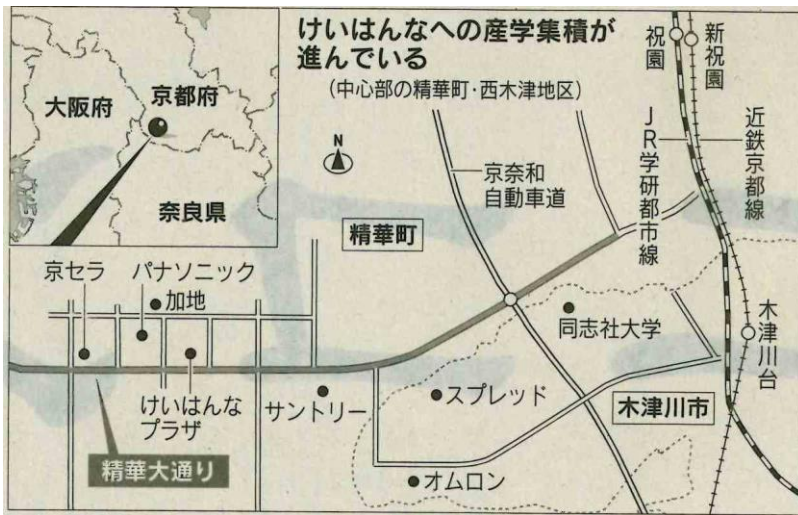 けいはんなへの産学集積が
進んでいる
（中心部の精華町・西木津地区）
大阪府
京都府
奈良県
N
祝園
新祝園
JR学研都市線
近鉄京都線
京奈和
自動車道
精華町
京セラ
パナソニック
加地
同志社大学
木津川台
けいはんな
プラザ
サントリー
スプレッド
木津川市
精華大通り
オムロン